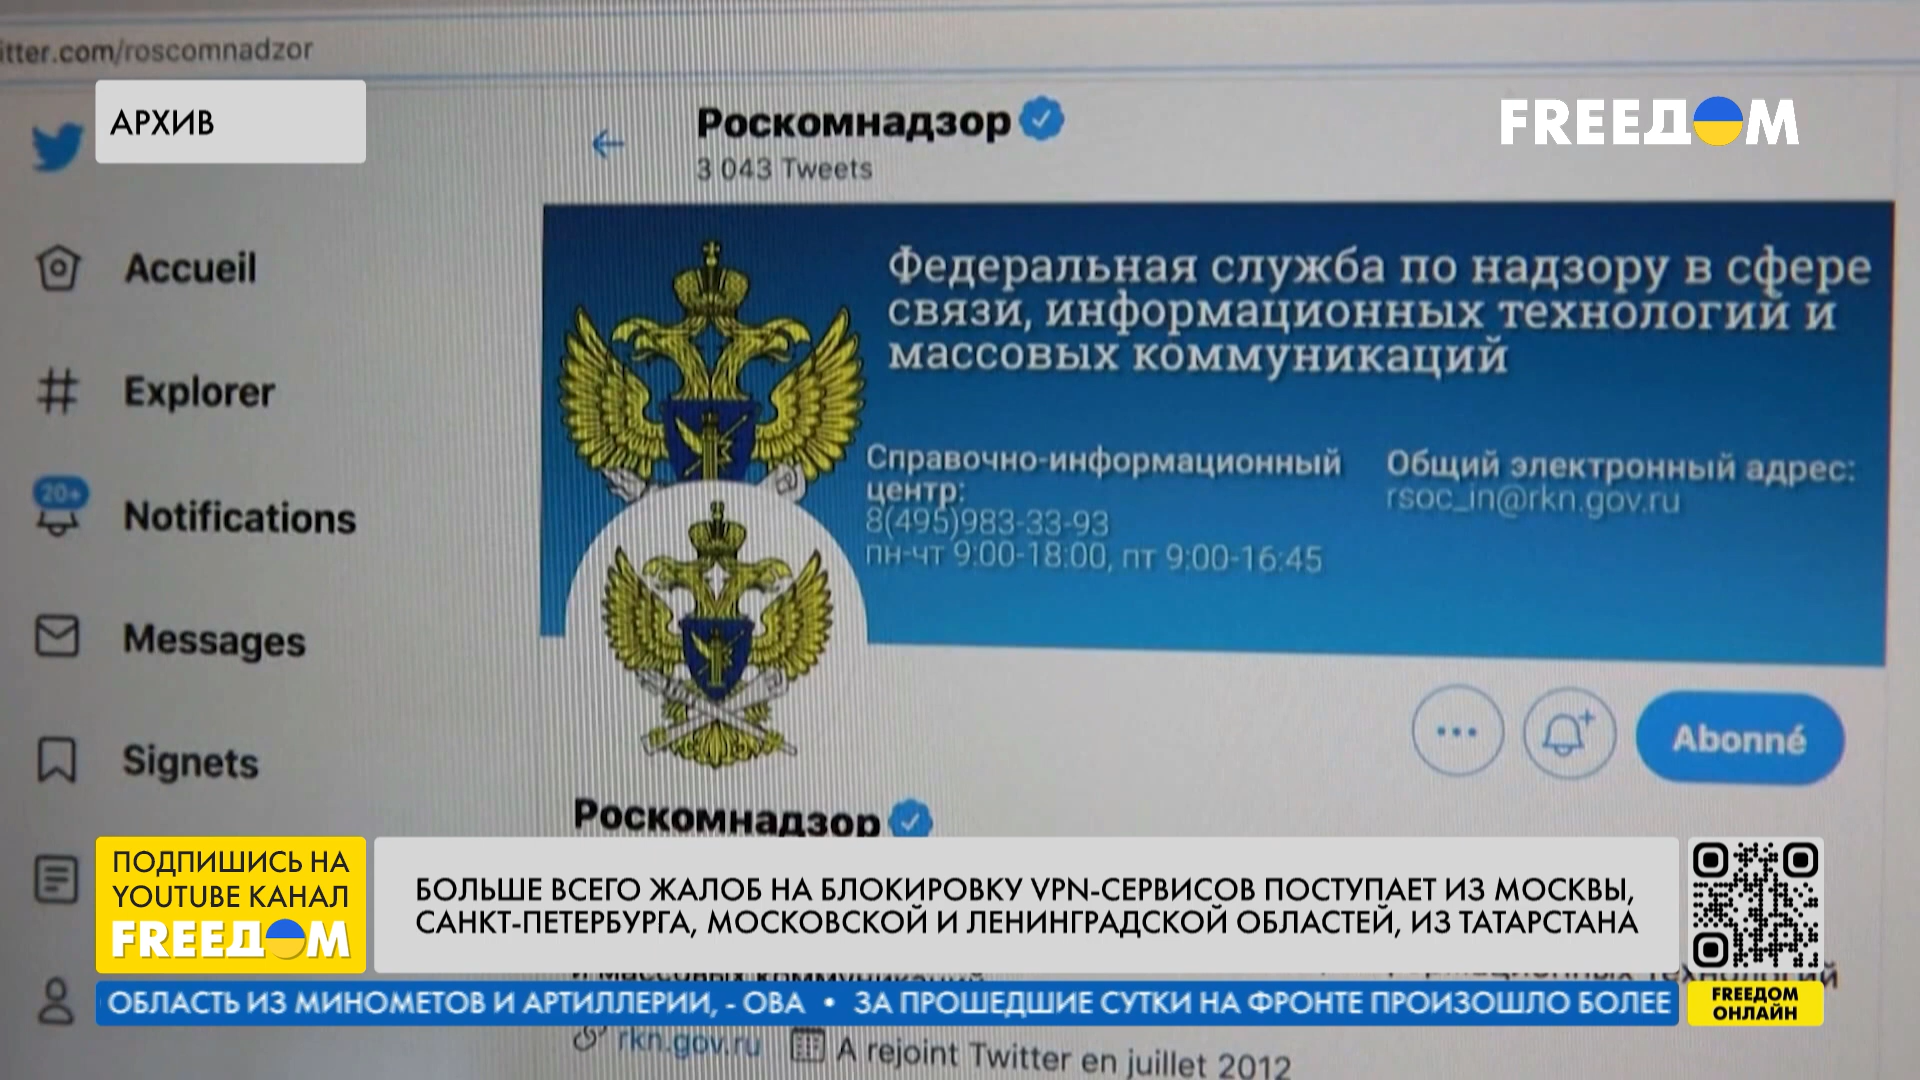 itter.com/roscomnadzor
АРХИВ
FREEДOM
Роскомнадзор
3 043 Tweets
Accueil
Explorer
20+
Notifications
Messages
Signets
Федеральная служба по надзору в сфере
связи, информационных технологий и
массовых коммуникаций
Справочно-информационный
центр:
8(495)983-33-93
пн-чт 9:00-18:00, пт 9:00-16:45
Общий электронный адрес:
rsoc_in@rkn.gov.ru
Abonné
Роскомнадзор
ПОДПИШИСЬ НА
YOUTUBE КАНАЛ
FREEДOM
БОЛЬШЕ ВСЕГО ЖАЛОБ НА БЛОКИРОВКУ VPN-СЕРВИСОВ ПОСТУПАЕТ ИЗ МОСКВЫ,
САНКТ-ПЕТЕРБУРГА, МОСКОВСКОЙ И ЛЕНИНГРАДСКОЙ ОБЛАСТЕЙ, ИЗ ТАТАРСТАНА
ОБЛАСТЬ ИЗ МИНОМЕТОВ И АРТИЛЛЕРИИ, - ОВА • ЗА ПРОШЕДШИЕ СУТКИ НА ФРОНТЕ ПРОИЗОШЛО БОЛЕЕ
FREEДОМ
ОНЛАЙН
rkn.gov.ru
A rejoint Twitter en juillet 2012